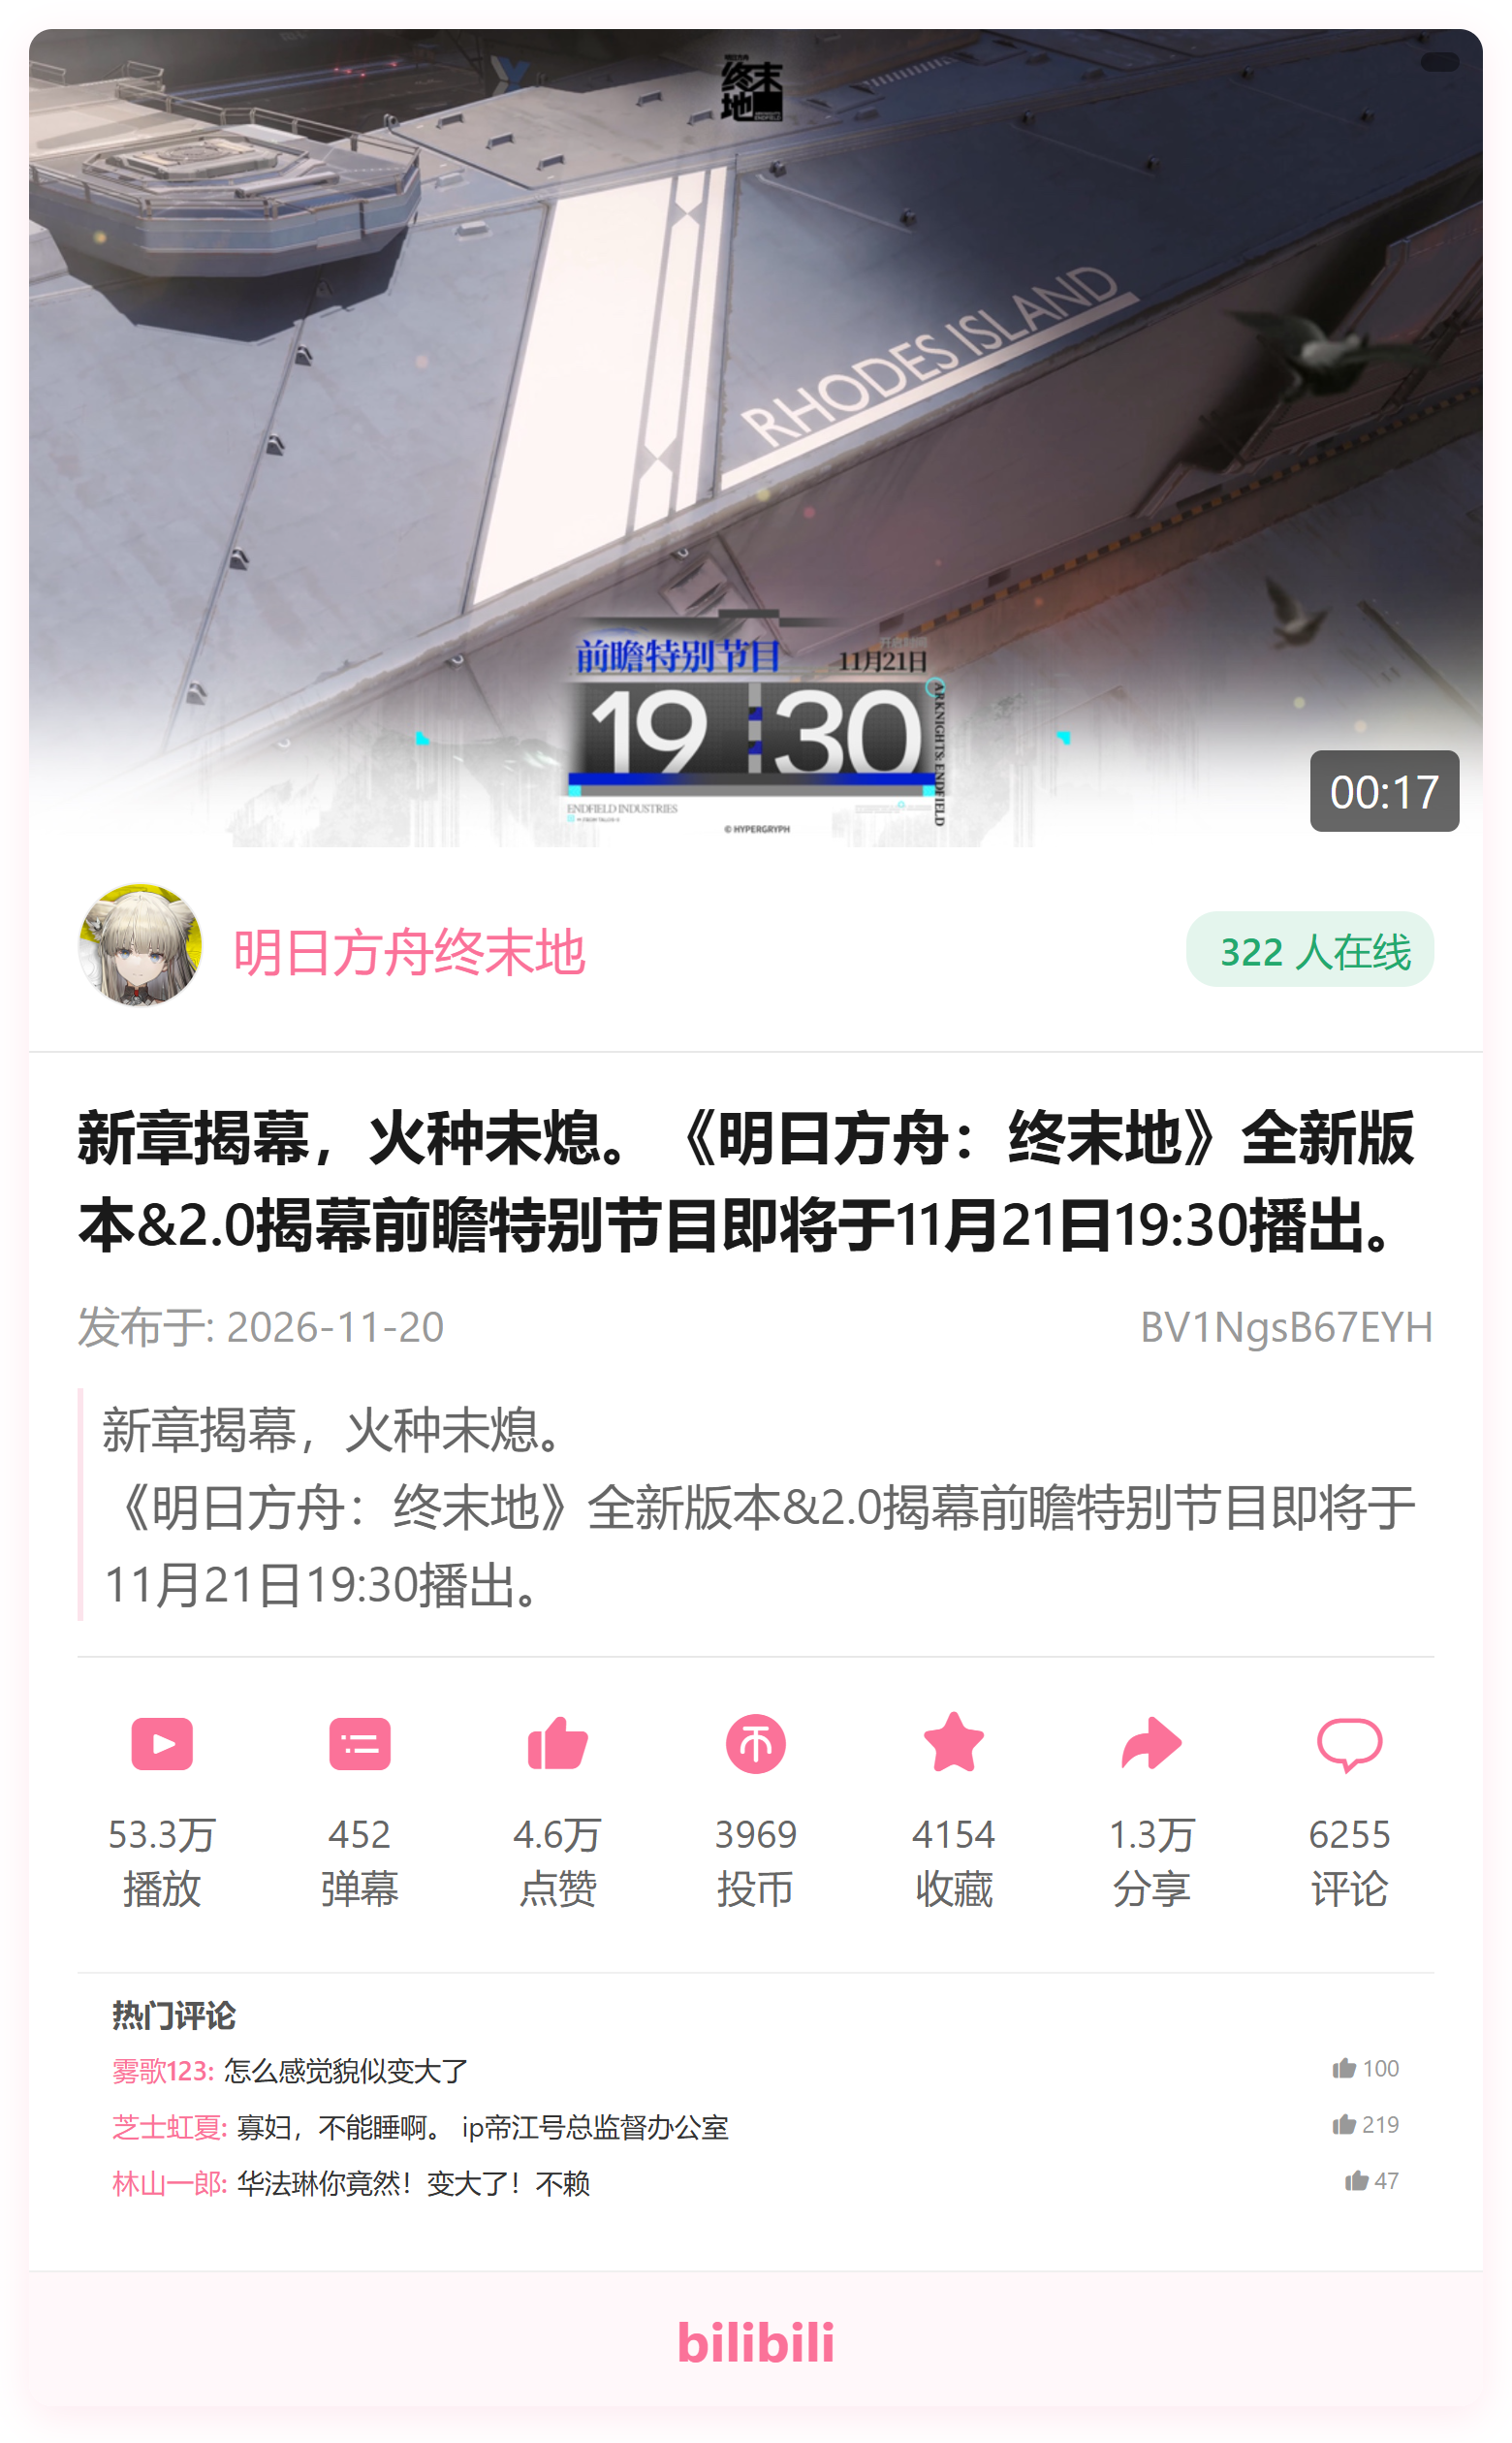 终末地
RHODES ISLAND
前瞻特别节目
11月21日
19:30
ARKNIGHTS: ENDFIELD
ENDFIELD INDUSTRIES
© HYPERGRYPH
00:17
明日方舟终末地
322 人在线
新章揭幕，火种未熄。《明日方舟：终末地》全新版
本&2.0揭幕前瞻特别节目即将于11月21日19:30播出。
发布于: 2026-11-20
BV1NgsB67EYH
新章揭幕，火种未熄。
《明日方舟：终末地》全新版本&2.0揭幕前瞻特别节目即将于
11月21日19:30播出。
53.3万 452 4.6万 3969 4154 1.3万 6255
播放 弹幕 点赞 投币 收藏 分享 评论
热门评论
雾歌123: 怎么感觉貌似变大了 100
芝士虹夏: 寡妇，不能睡啊。 ip帝江号总监督办公室 219
林山一郎: 华法琳你竟然！变大了！不赖 47
bilibili